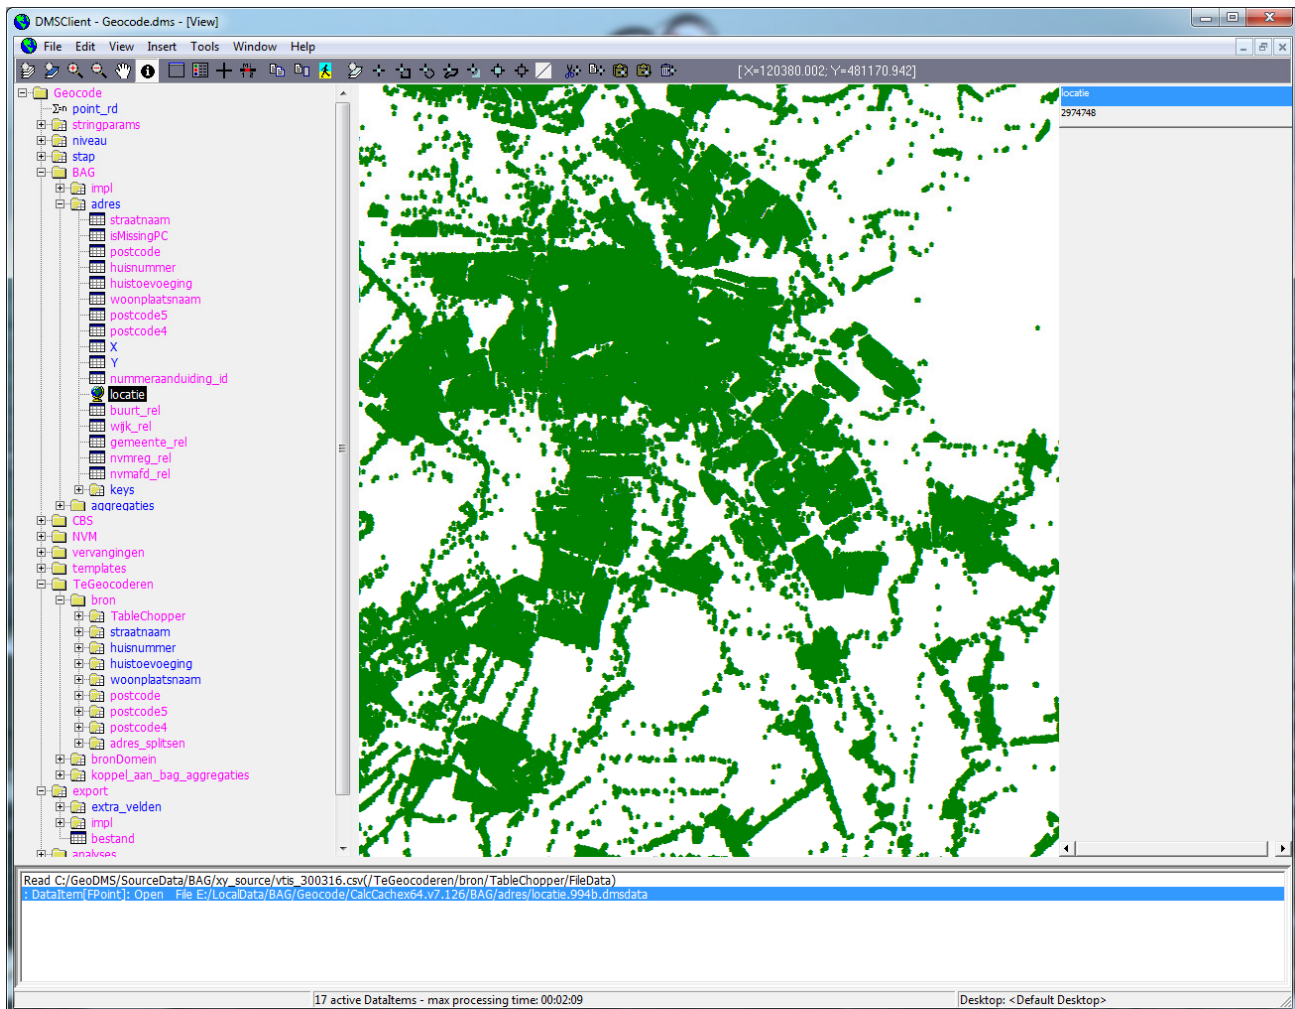 DMSClient - Geocode.dms - [View]
File Edit View Insert Tools Window Help
[X=120380.002; Y=481170.942]
Geocode
Σ=n point_rd
stringparams
niveau
stap
BAG
impl
adres
straatnaam
isMissingPC
postcode
huisnummer
huistoevoeging
woonplaatsnaam
postcode5
postcode4
X
Y
nummeraanduiding_id
locatie
buurt_rel
wijk_rel
gemeente_rel
nvmreg_rel
nvmafd_rel
keys
aggregaties
CBS
NVM
vervangingen
templates
TeGeocoderen
bron
TableChopper
straatnaam
huisnummer
huistoevoeging
woonplaatsnaam
postcode
postcode5
postcode4
adres_splitsen
bronDomein
koppel_aan_bag_aggregaties
export
extra_velden
impl
bestand
analyses
locatie
2974748
Read C:/GeoDMS/SourceData/BAG/xy_source/vtis_300316.csv(/TeGeocoderen/bron/TableChopper/FileData)
: DataItem[FPoint]: Open File E:/LocalData/BAG/Geocode/CalcCachex64.v7.126/BAG/adres/locatie.994b.dmsdata
17 active DataItems - max processing time: 00:02:09
Desktop: <Default Desktop>